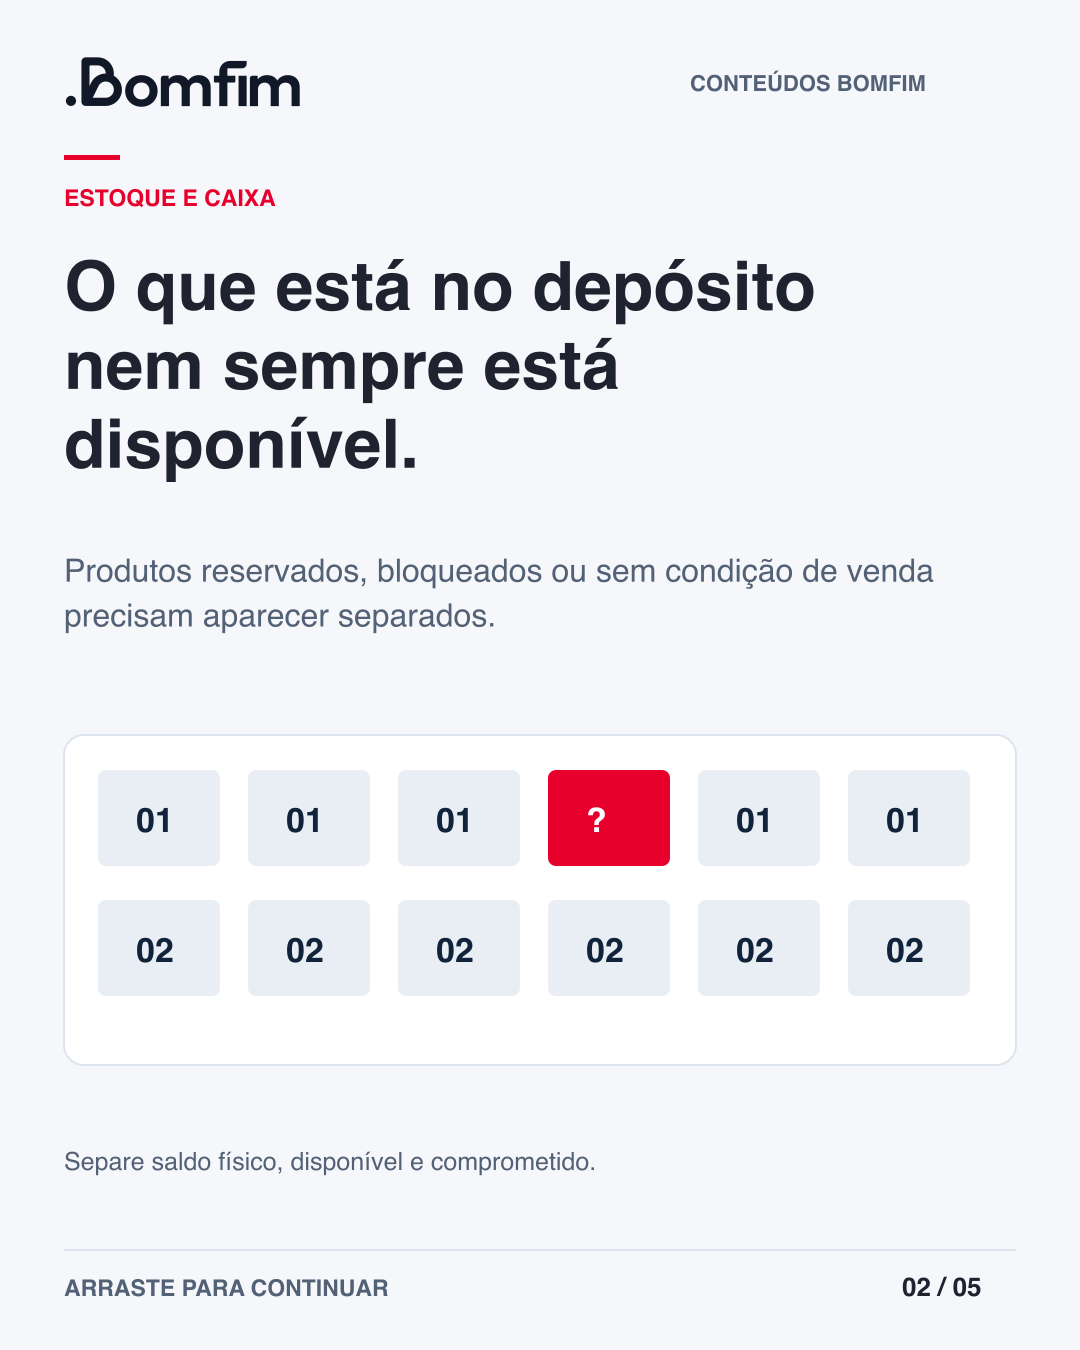 .Bomfim
CONTEÚDOS BOMFIM
ESTOQUE E CAIXA
O que está no depósito
nem sempre está
disponível.
Produtos reservados, bloqueados ou sem condição de venda
precisam aparecer separados.
01 01 01 ? 01 01
02 02 02 02 02 02
Separe saldo físico, disponível e comprometido.
ARRASTE PARA CONTINUAR
02 / 05